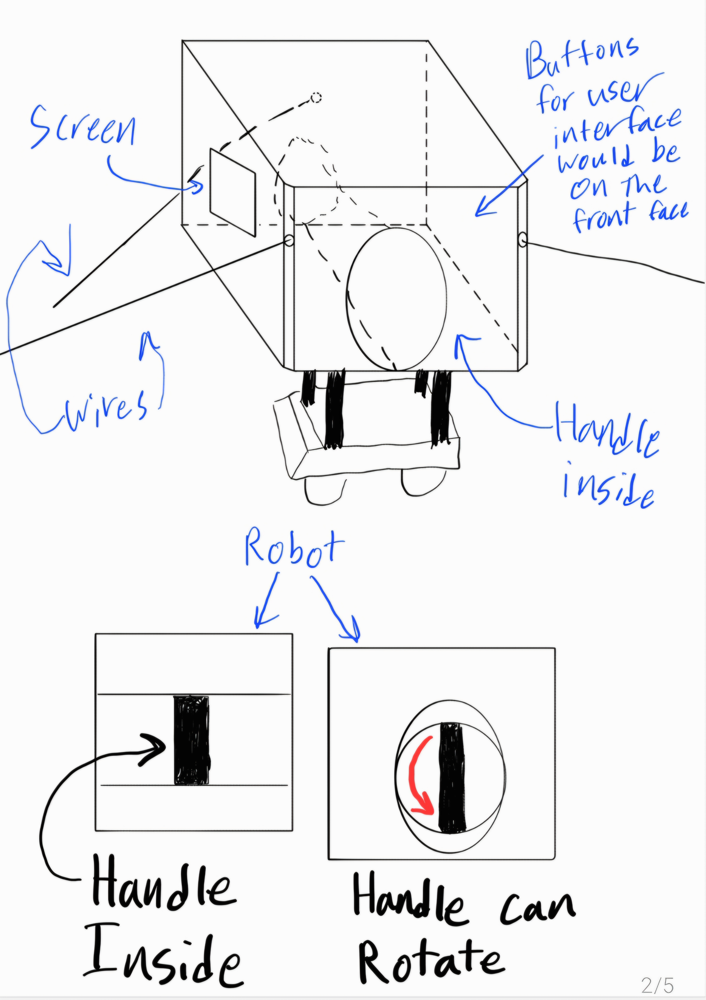 Buttons
for user
interface
would be
on the
front face
Screen
wires
Handle
inside
Robot
Handle
Inside
Handle can
Rotate
2/5